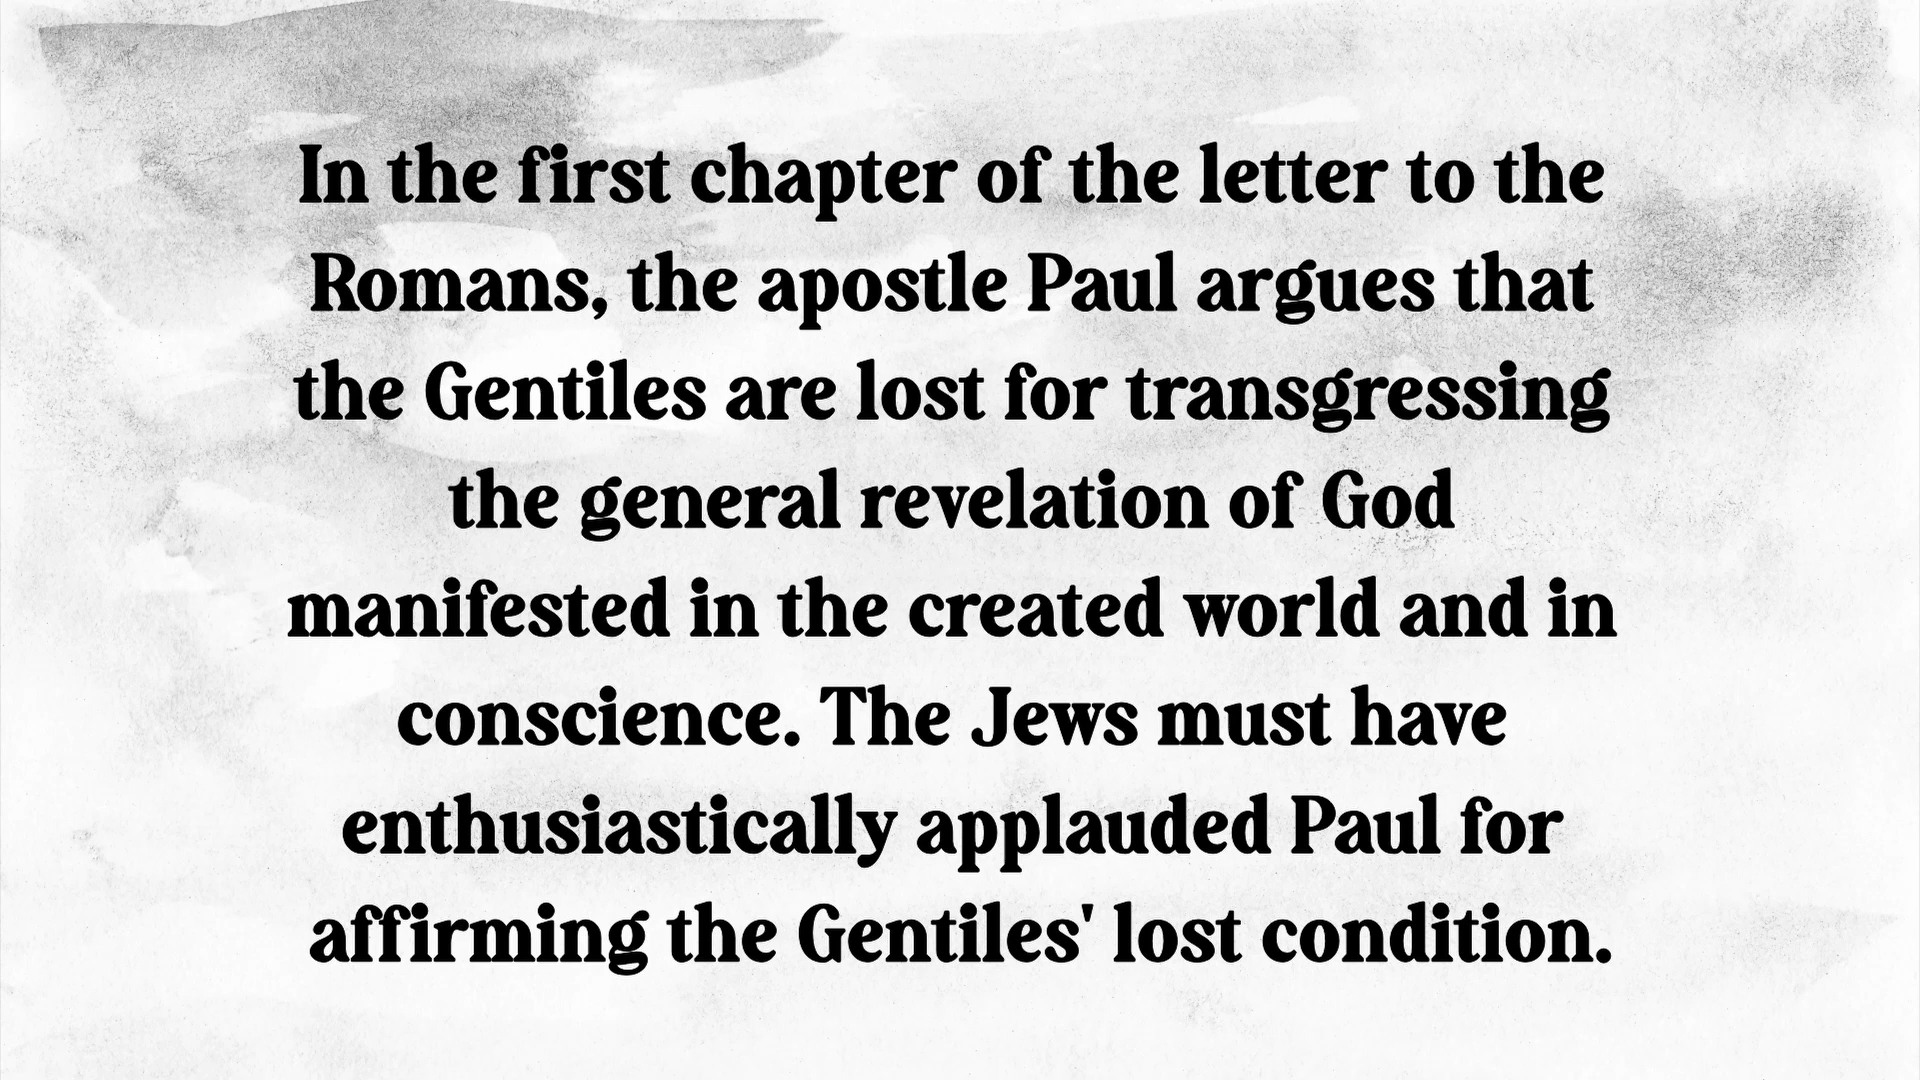 In the first chapter of the letter to the
Romans, the apostle Paul argues that
the Gentiles are lost for transgressing
the general revelation of God
manifested in the created world and in
conscience. The Jews must have
enthusiastically applauded Paul for
affirming the Gentiles' lost condition.